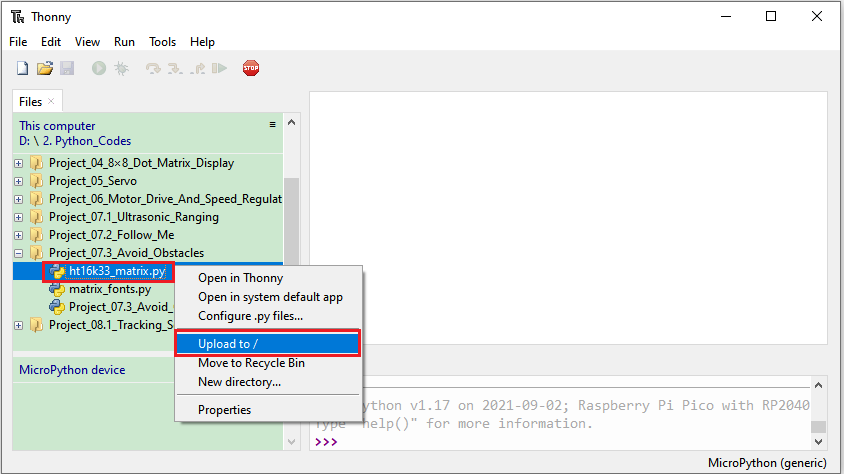 Thonny
File Edit View Run Tools Help
STOP
Files
This computer
D: \ 2. Python_Codes
Project_04_8×8_Dot_Matrix_Display
Project_05_Servo
Project_06_Motor_Drive_And_Speed_Regulat
Project_07.1_Ultrasonic_Ranging
Project_07.2_Follow_Me
Project_07.3_Avoid_Obstacles
ht16k33_matrix.py
matrix_fonts.py
Project_07.3_Avoid_
Project_08.1_Tracking_S
MicroPython device
Open in Thonny
Open in system default app
Configure .py files...
Upload to /
Move to Recycle Bin
New directory...
Properties
ython v1.17 on 2021-09-02; Raspberry Pi Pico with RP2040
Type "help()" for more information.
>>>
MicroPython (generic)